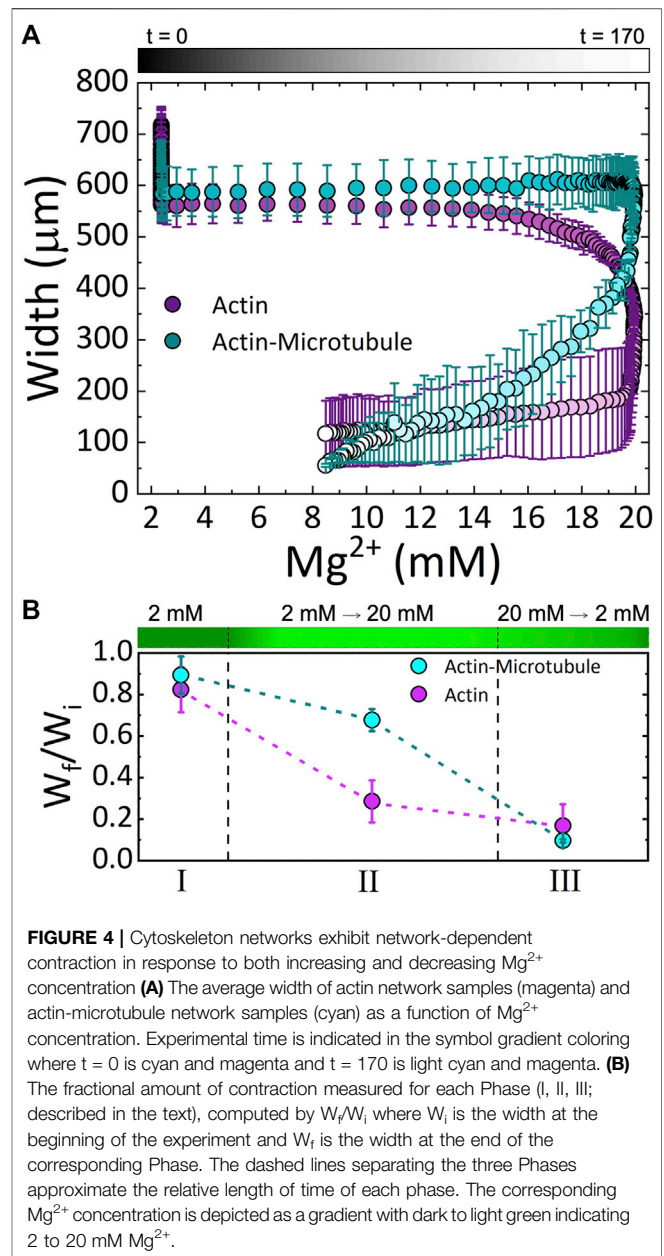 A
t = 0
t = 170
800
700
600
500
400
300
200
100
0
Width (μm)
Actin
Actin-Microtubule
2 4 6 8 10 12 14 16 18 20
Mg2+ (mM)
B
2 mM
2 mM → 20 mM
20 mM → 2 mM
1.0
0.8
0.6
0.4
0.2
0.0
Wf/Wi
Actin-Microtubule
Actin
I
II
III
FIGURE 4 | Cytoskeleton networks exhibit network-dependent
contraction in response to both increasing and decreasing Mg2+
concentration (A) The average width of actin network samples (magenta) and
actin-microtubule network samples (cyan) as a function of Mg2+
concentration. Experimental time is indicated in the symbol gradient coloring
where t = 0 is cyan and magenta and t = 170 is light cyan and magenta. (B)
The fractional amount of contraction measured for each Phase (I, II, III;
described in the text), computed by Wf/Wi where Wi is the width at the
beginning of the experiment and Wf is the width at the end of the
corresponding Phase. The dashed lines separating the three Phases
approximate the relative length of time of each phase. The corresponding
Mg2+ concentration is depicted as a gradient with dark to light green indicating
2 to 20 mM Mg2+.